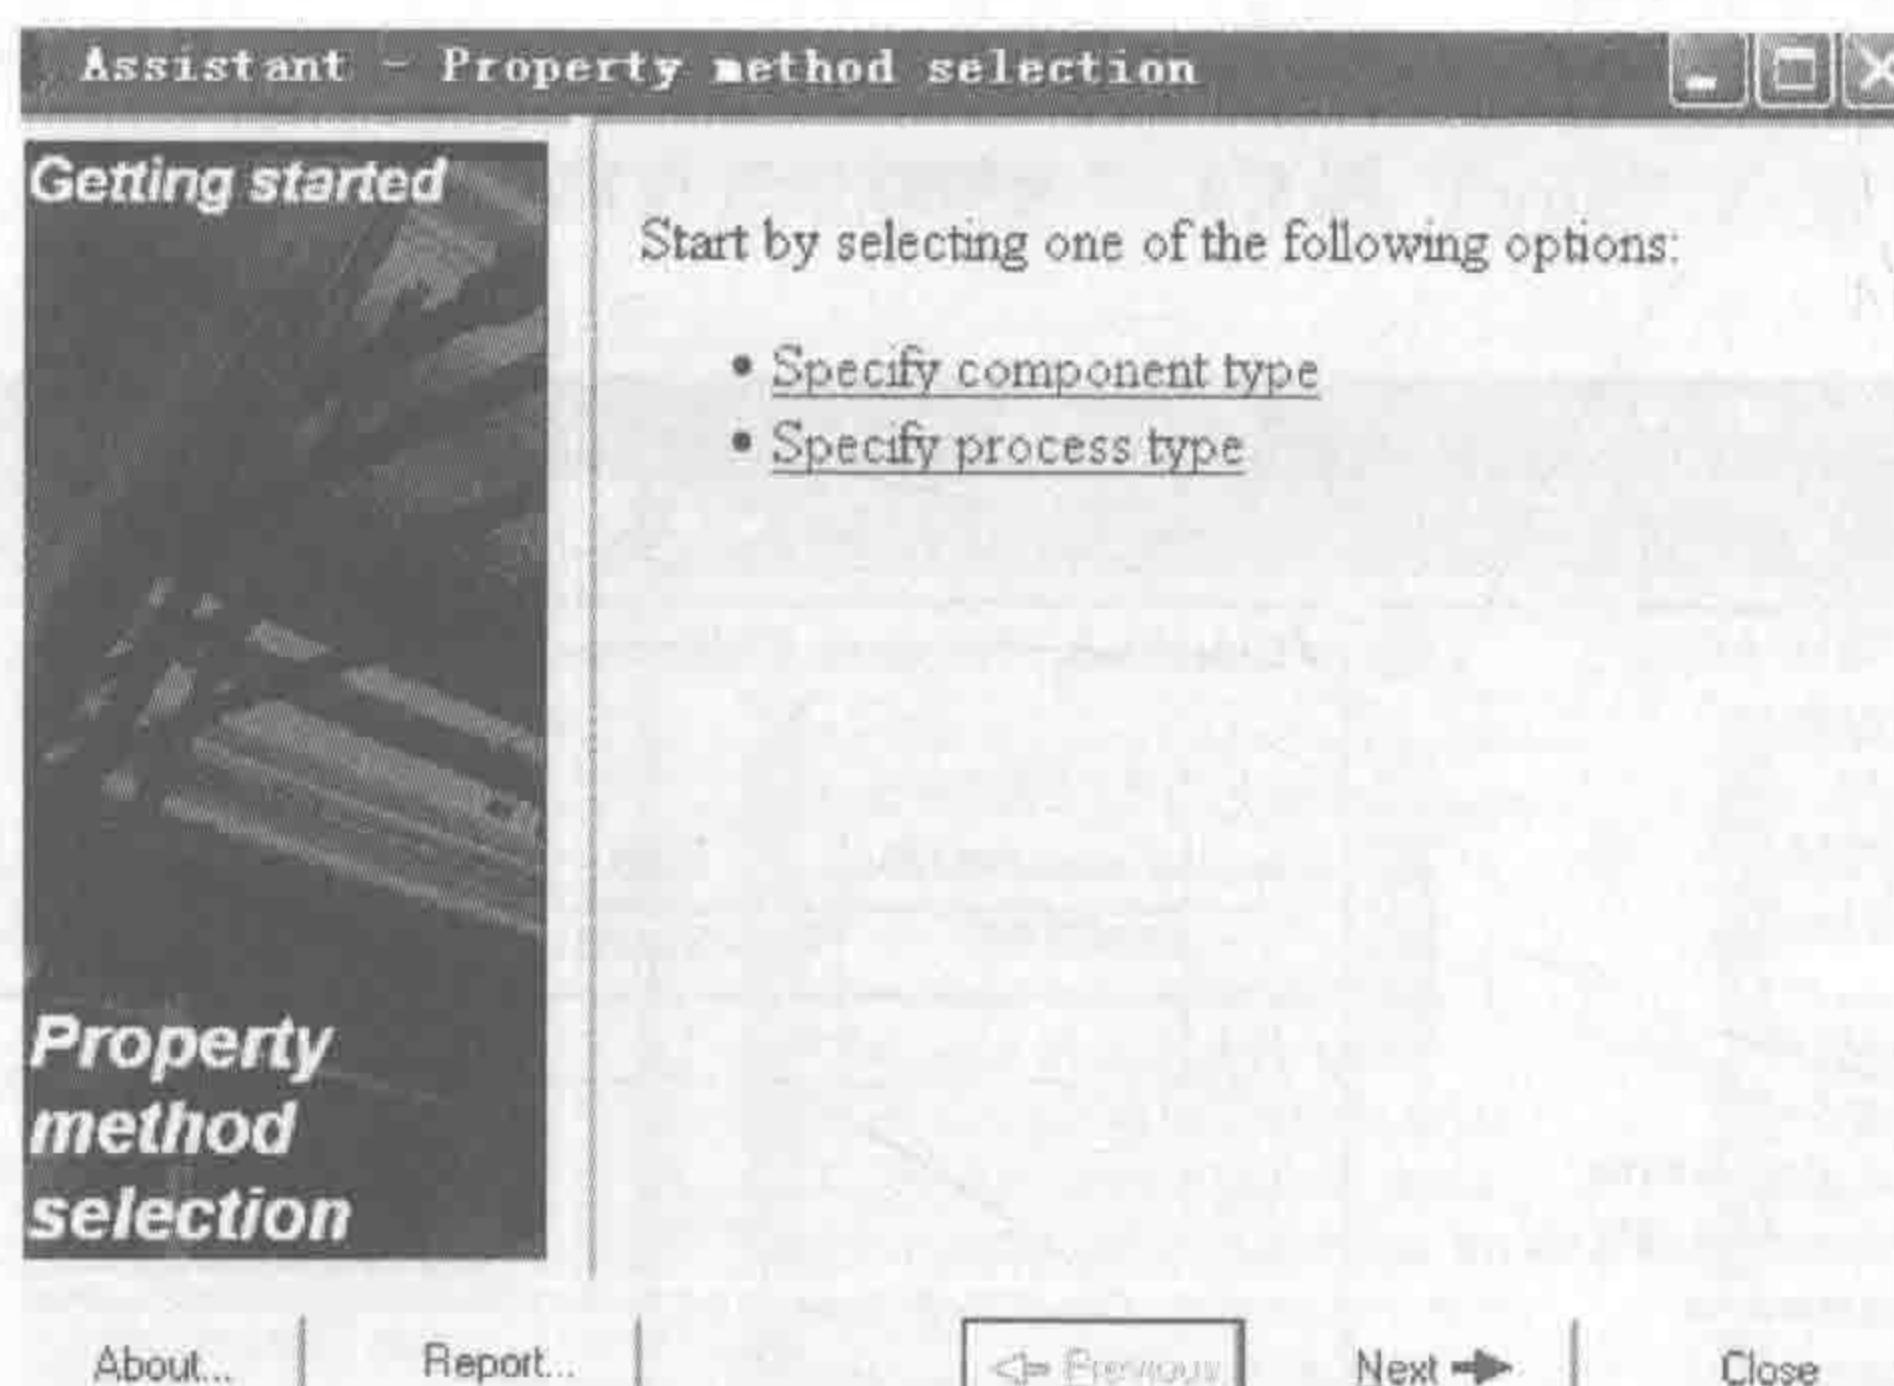 Assistant - Property method selection
Getting started
Start by selecting one of the following options:
• Specify component type
• Specify process type
Property
method
selection
About...
Report...
Previous
Next
Close